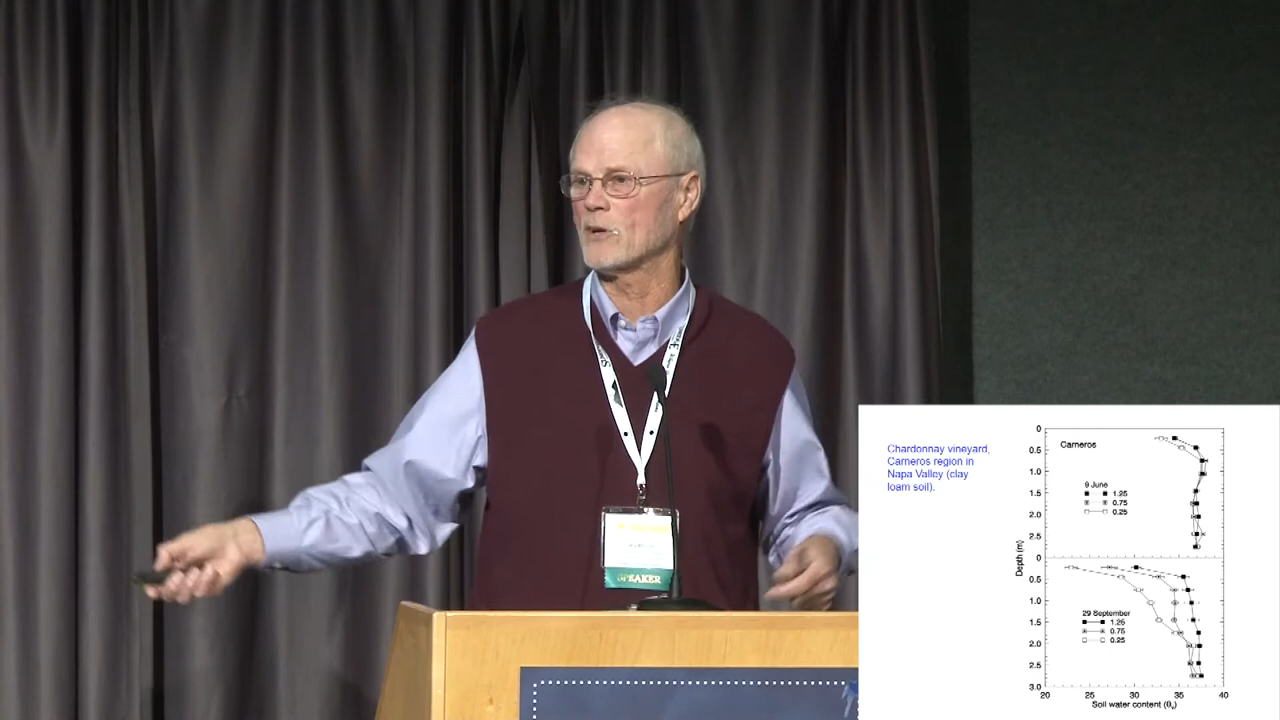 SPEAKER
Chardonnay vineyard,
Carneros region in
Napa Valley (clay
loam soil).
Carneros
9 June
1.25
0.75
0.25
0
0.5
1.0
1.5
2.0
2.5
0
0.5
1.0
1.5
2.0
2.5
3.0
Depth (m)
29 September
1.25
0.75
0.25
20 25 30 35 40
Soil water content (θv)